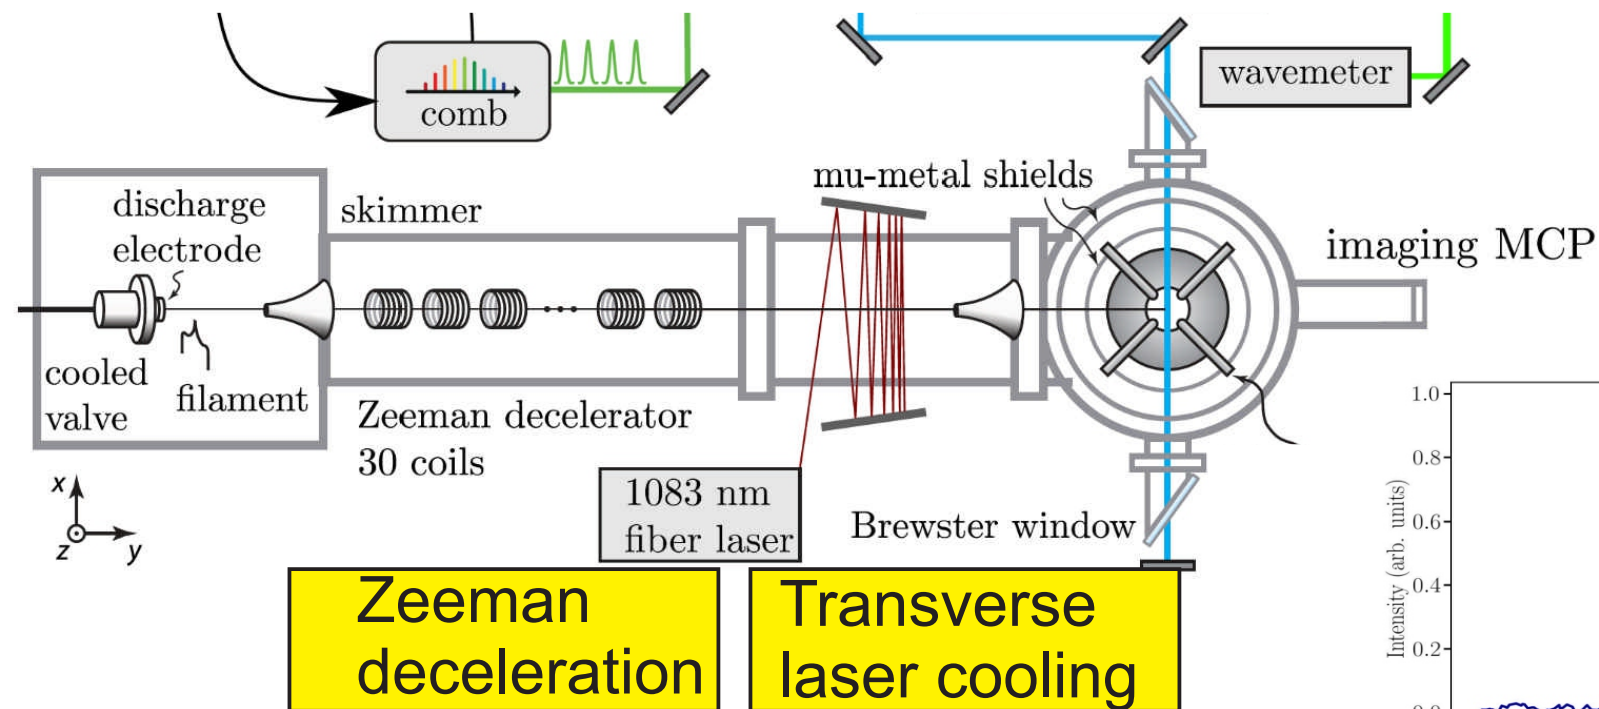 comb
wavemeter
mu-metal shields
discharge
electrode
skimmer
imaging MCP
cooled
valve
filament
Zeeman decelerator
30 coils
x
z
y
1083 nm
fiber laser
Brewster window
Zeeman
deceleration
Transverse
laser cooling
Intensity (arb. units)
1.0
0.8
0.6
0.4
0.2